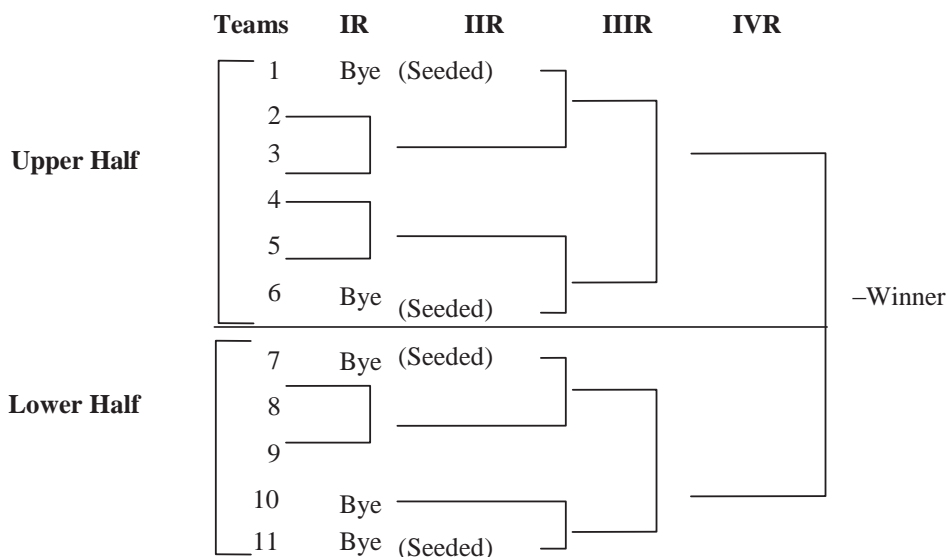 Teams IR IIR IIIR IVR
1 Bye (Seeded)
2
Upper Half 3
4
5
6 Bye (Seeded)
–Winner
7 Bye (Seeded)
Lower Half 8
9
10 Bye
11 Bye (Seeded)